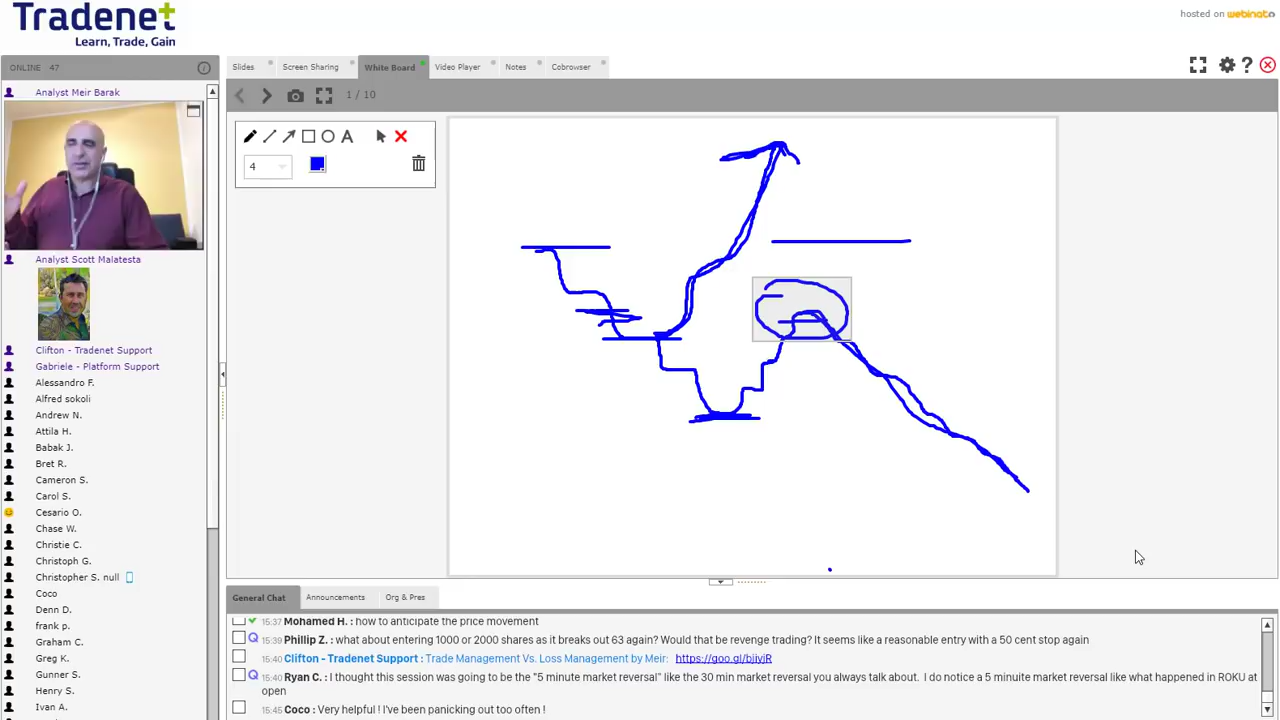 Tradenet
Learn, Trade, Gain
hosted on webinato
ONLINE 47
Analyst Meir Barak
Analyst Scott Malatesta
Clifton - Tradenet Support
Gabriele - Platform Support
Alessandro F.
Alfred sokoli
Andrew N.
Attila H.
Babak J.
Bret R.
Cameron S.
Carol S.
Cesario O.
Chase W.
Christie C.
Christoph G.
Christopher S. null
Coco
Denn D.
frank p.
Graham C.
Greg K.
Gunner S.
Henry S.
Ivan A.
Slides
Screen Sharing
White Board
Video Player
Notes
Cobrowser
1 / 10
A
4
General Chat
Announcements
Org & Pres
15:37 Mohamed H. : how to anticipate the price movement
Q 15:39 Phillip Z. : what about entering 1000 or 2000 shares as it breaks out 63 again? Would that be revenge trading? It seems like a reasonable entry with a 50 cent stop again
15:40 Clifton - Tradenet Support : Trade Management Vs. Loss Management by Meir: https://goo.gl/bjiyjR
Q 15:40 Ryan C. : I thought this session was going to be the "5 minute market reversal" like the 30 min market reversal you always talk about. I do notice a 5 minuite market reversal like what happened in ROKU at
open
15:45 Coco : Very helpful ! I've been panicking out too often !